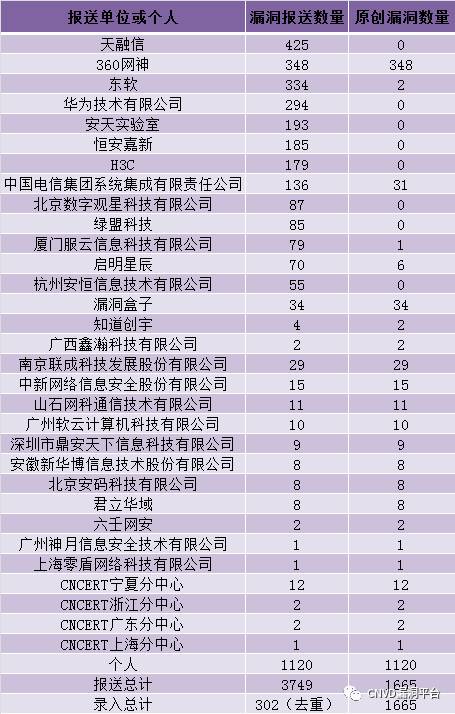 报送单位或个人 漏洞报送数量 原创漏洞数量
天融信 425 0
360网神 348 348
东软 334 2
华为技术有限公司 294 0
安天实验室 193 0
恒安嘉新 185 0
H3C 179 0
中国电信集团系统集成有限责任公司 136 31
北京数字观星科技有限公司 87 0
绿盟科技 85 0
厦门服云信息科技有限公司 79 1
启明星辰 70 6
杭州安恒信息技术有限公司 55 0
漏洞盒子 34 34
知道创宇 4 2
广西鑫瀚科技有限公司 2 2
南京联成科技发展股份有限公司 29 29
中新网络信息安全股份有限公司 15 15
山石网科通信技术有限公司 11 11
广州软云计算机科技有限公司 10 10
深圳市鼎安天下信息科技有限公司 9 9
安徽新华博信息技术股份有限公司 8 8
北京安码科技有限公司 8 8
君立华域 8 8
六壬网安 2 2
广州神月信息安全技术有限公司 1 1
上海零盾网络科技有限公司 1 1
CNCERT宁夏分中心 12 12
CNCERT浙江分中心 2 2
CNCERT广东分中心 2 2
CNCERT上海分中心 1 1
个人 1120 1120
报送总计 3749 1665
录入总计 302（去重） 1665
CNVD漏洞平台